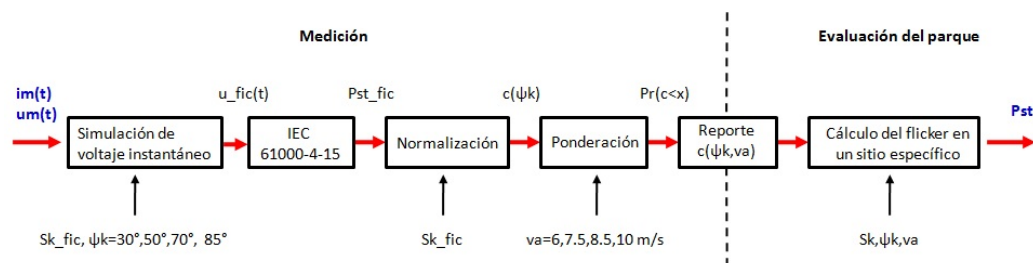 Medición
Evaluación del parque
im(t)
um(t)
u_fic(t)
Pst_fic
c(ψk)
Pr(c<x)
Pst
Simulación de
voltaje instantáneo
IEC
61000-4-15
Normalización
Ponderación
Reporte
c(ψk,va)
Cálculo del flicker en
un sitio específico
Sk_fic, ψk=30°,50°,70°, 85°
Sk_fic
va=6,7.5,8.5,10 m/s
Sk,ψk,va